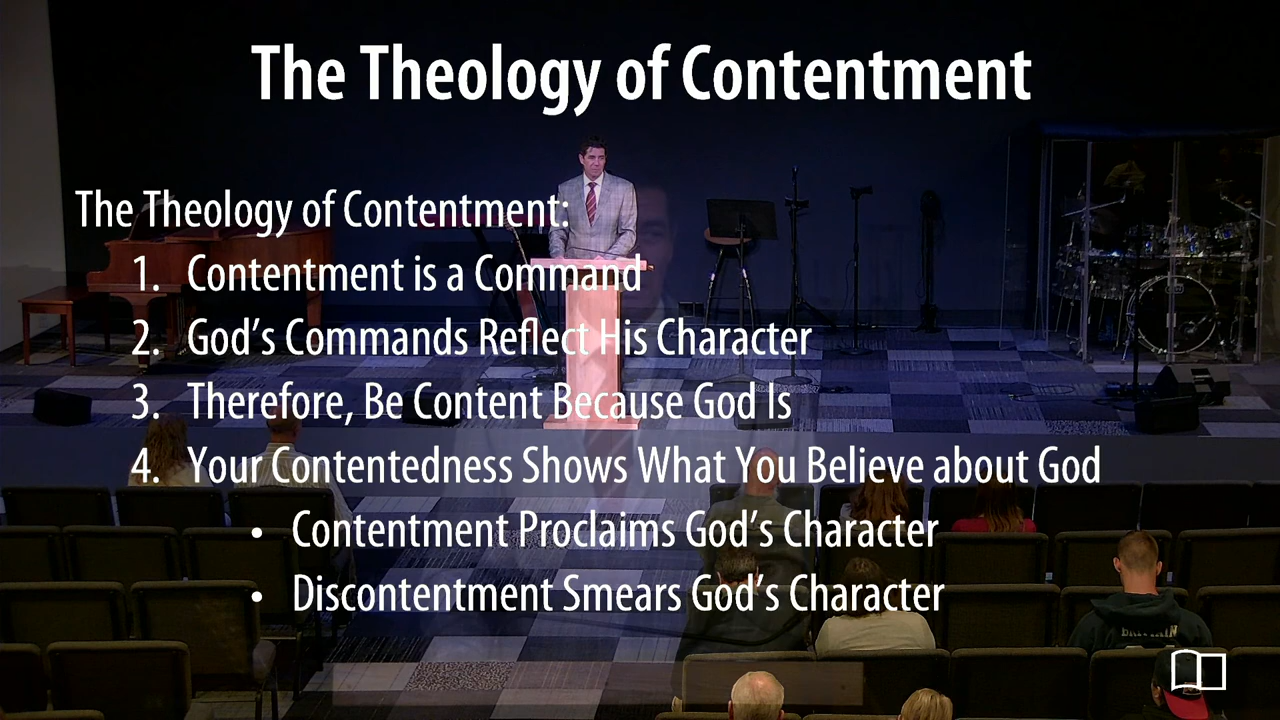 The Theology of Contentment
The Theology of Contentment:
1. Contentment is a Command
2. God's Commands Reflect His Character
3. Therefore, Be Content Because God Is
4. Your Contentedness Shows What You Believe about God
• Contentment Proclaims God's Character
• Discontentment Smears God's Character
BRITAIN